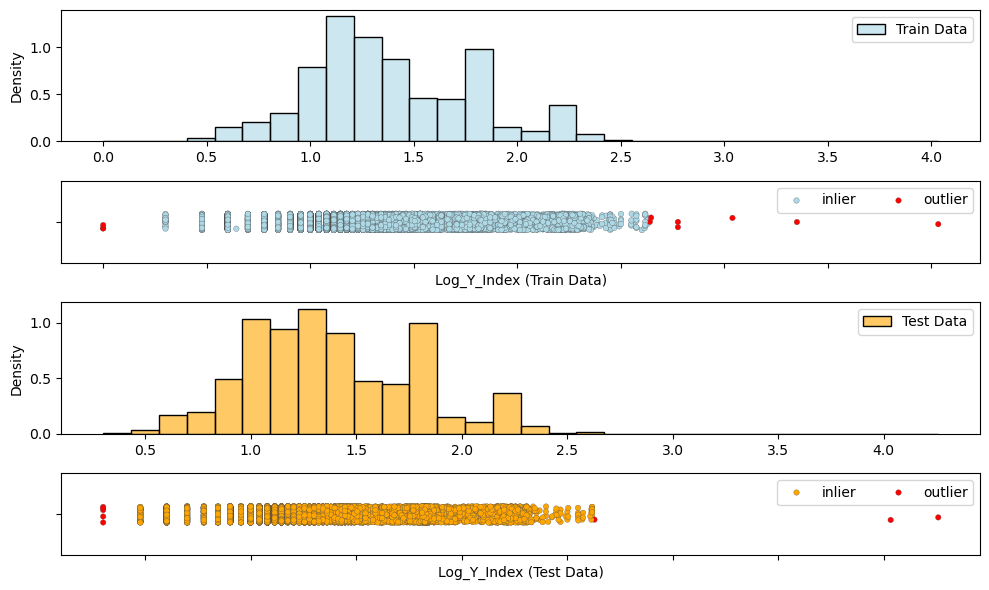 Train Data
Density
1.0
0.5
0.0
0.0 0.5 1.0 1.5 2.0 2.5 3.0 3.5 4.0
inlier outlier
Log_Y_Index (Train Data)
Test Data
Density
1.0
0.5
0.0
0.5 1.0 1.5 2.0 2.5 3.0 3.5 4.0
inlier outlier
Log_Y_Index (Test Data)